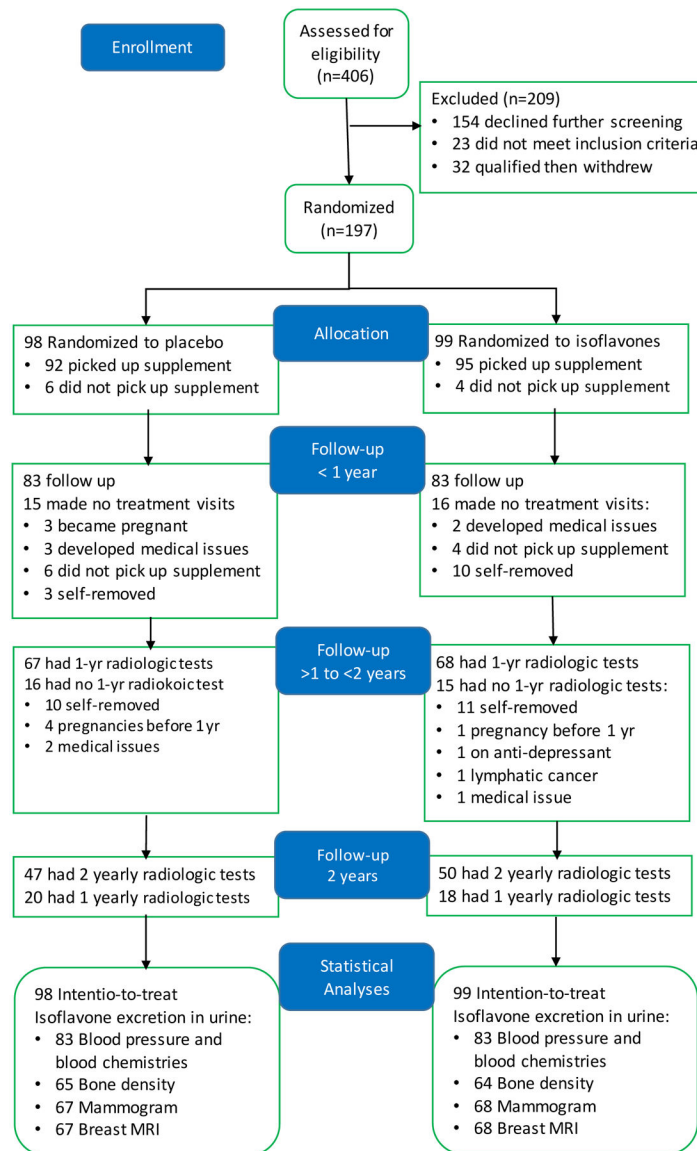 Enrollment
Assessed for
eligibility
(n=406)
Excluded (n=209)
• 154 declined further screening
• 23 did not meet inclusion criteria
• 32 qualified then withdrew
Randomized
(n=197)
Allocation
98 Randomized to placebo
• 92 picked up supplement
• 6 did not pick up supplement
99 Randomized to isoflavones
• 95 picked up supplement
• 4 did not pick up supplement
Follow-up
< 1 year
83 follow up
15 made no treatment visits
• 3 became pregnant
• 3 developed medical issues
• 6 did not pick up supplement
• 3 self-removed
83 follow up
16 made no treatment visits:
• 2 developed medical issues
• 4 did not pick up supplement
• 10 self-removed
Follow-up
>1 to <2 years
67 had 1-yr radiologic tests
16 had no 1-yr radiokoic test
• 10 self-removed
• 4 pregnancies before 1 yr
• 2 medical issues
68 had 1-yr radiologic tests
15 had no 1-yr radiologic tests:
• 11 self-removed
• 1 pregnancy before 1 yr
• 1 on anti-depressant
• 1 lymphatic cancer
• 1 medical issue
Follow-up
2 years
47 had 2 yearly radiologic tests
20 had 1 yearly radiologic tests
50 had 2 yearly radiologic tests
18 had 1 yearly radiologic tests
Statistical
Analyses
98 Intentio-to-treat
Isoflavone excretion in urine:
• 83 Blood pressure and
blood chemistries
• 65 Bone density
• 67 Mammogram
• 67 Breast MRI
99 Intention-to-treat
Isoflavone excretion in urine:
• 83 Blood pressure and
blood chemistries
• 64 Bone density
• 68 Mammogram
• 68 Breast MRI